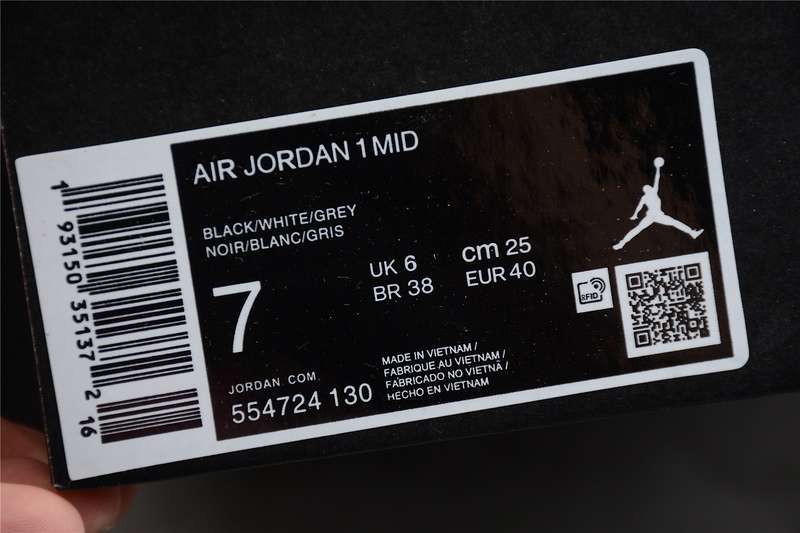 AIR JORDAN 1 MID
BLACK/WHITE/GREY
NOIR/BLANC/GRIS
7
UK 6
BR 38
cm 25
EUR 40
RFID
JORDAN.COM
554724 130
MADE IN VIETNAM /
FABRIQUE AU VIETNAM /
FABRICADO NO VIETNÃ /
HECHO EN VIETNAM
1 93150 35137 2 16